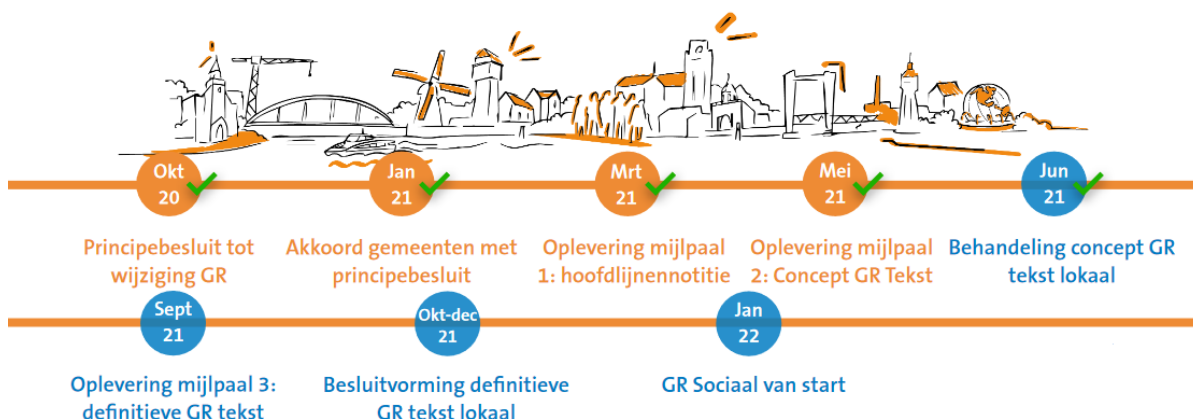 Okt
20
Jan
21
Mrt
21
Mei
21
Jun
21
Principebesluit tot
wijziging GR
Akkoord gemeenten met
principebesluit
Oplevering mijlpaal
1: hoofdlijnennotitie
Oplevering mijlpaal
2: Concept GR Tekst
Behandeling concept GR
tekst lokaal
Sept
21
Okt-dec
21
Jan
22
Oplevering mijlpaal 3:
definitieve GR tekst
Besluitvorming definitieve
GR tekst lokaal
GR Sociaal van start